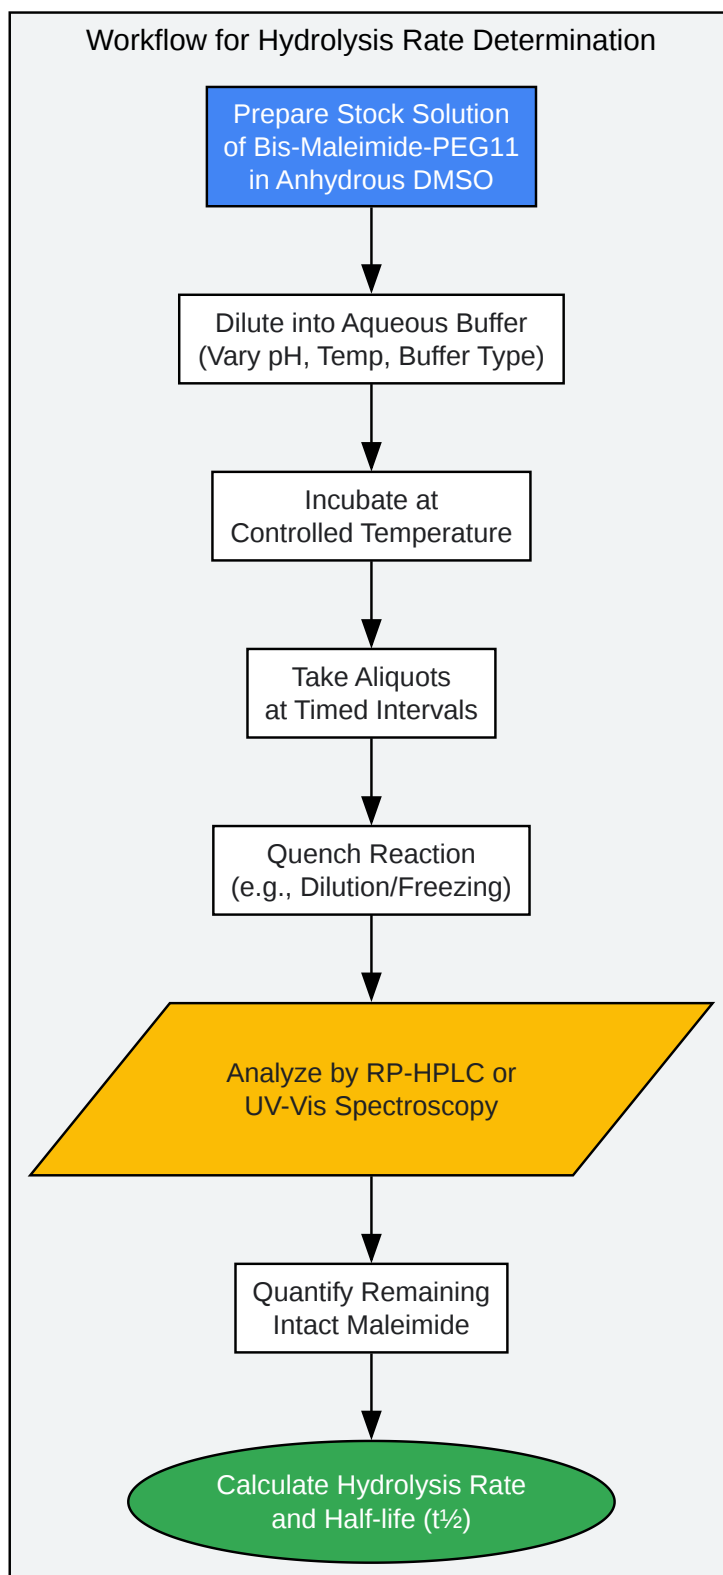 Workflow for Hydrolysis Rate Determination
Prepare Stock Solution
of Bis-Maleimide-PEG11
in Anhydrous DMSO
Dilute into Aqueous Buffer
(Vary pH, Temp, Buffer Type)
Incubate at
Controlled Temperature
Take Aliquots
at Timed Intervals
Quench Reaction
(e.g., Dilution/Freezing)
Analyze by RP-HPLC or
UV-Vis Spectroscopy
Quantify Remaining
Intact Maleimide
Calculate Hydrolysis Rate
and Half-life (t½)